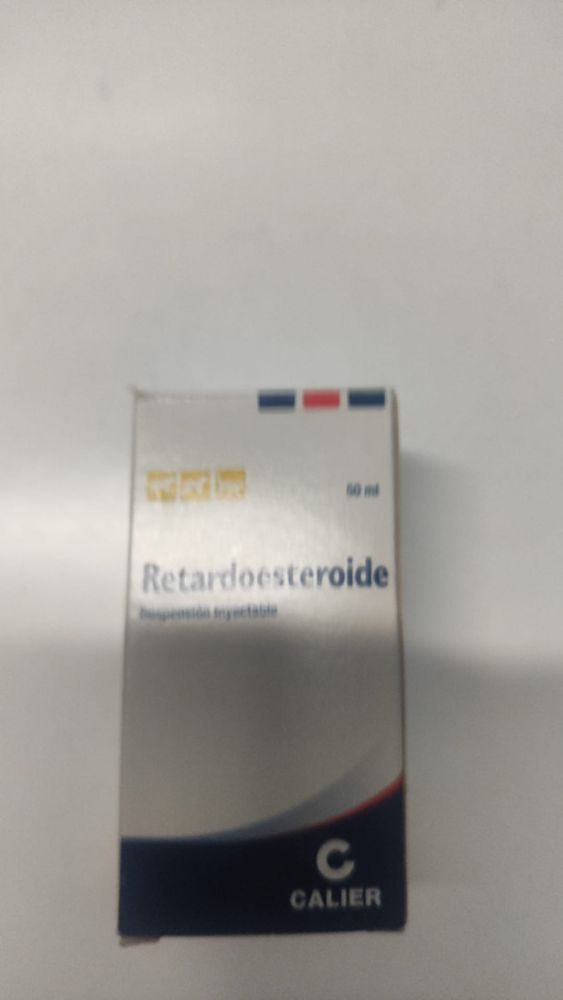 50 ml
Retardoesteroide
Suspensión inyectable
C
CALIER